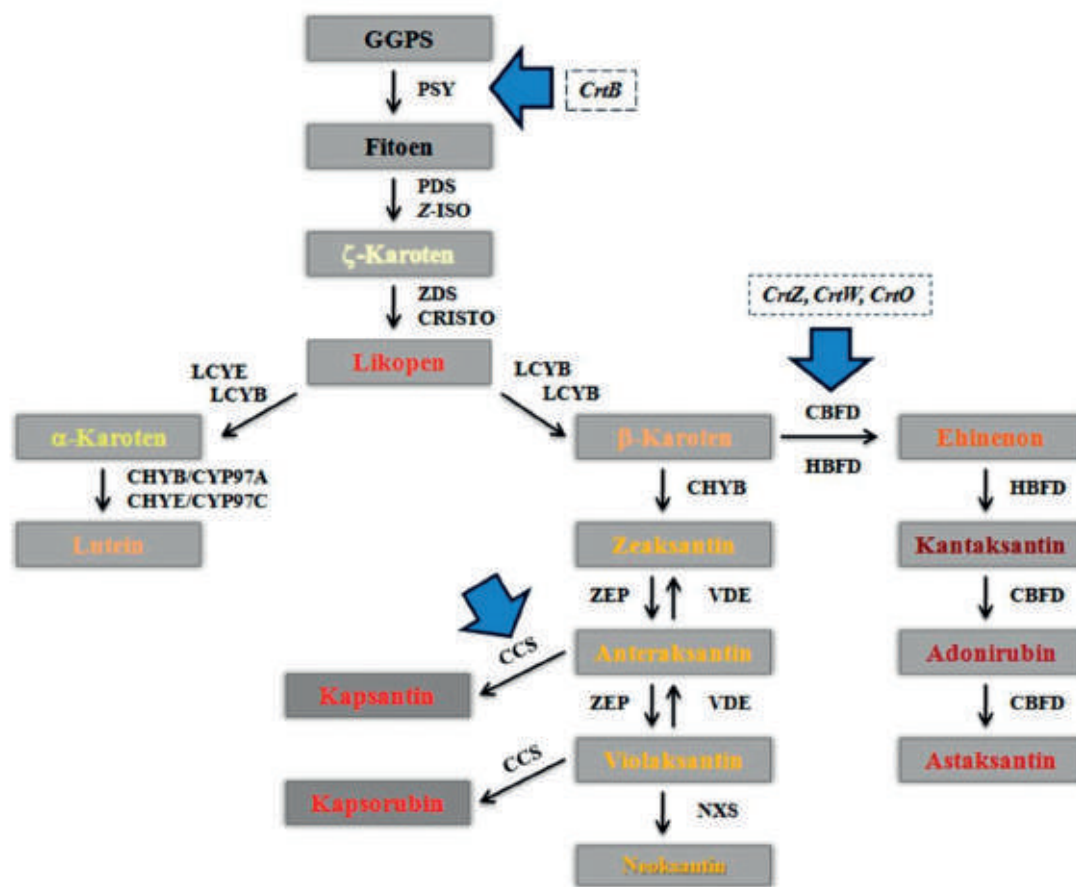 GGPS
PSY
CrtB
Fitoen
PDS
Z-ISO
ζ-Karoten
ZDS
CRISTO
CrtZ, CrtW, CrtO
Likopen
LCYE
LCYB
LCYB
LCYB
α-Karoten
β-Karoten
CBFD
HBFD
Ehinenon
CHYB/CYP97A
CHYE/CYP97C
CHYB
HBFD
Lutein
Zeaksantin
Kantaksantin
ZEP
VDE
CBFD
CCS
Anteraksantin
Adonirubin
Kapsantin
ZEP
VDE
CBFD
CCS
Violaksantin
Astaksantin
Kapsorubin
NXS
Neoksantin